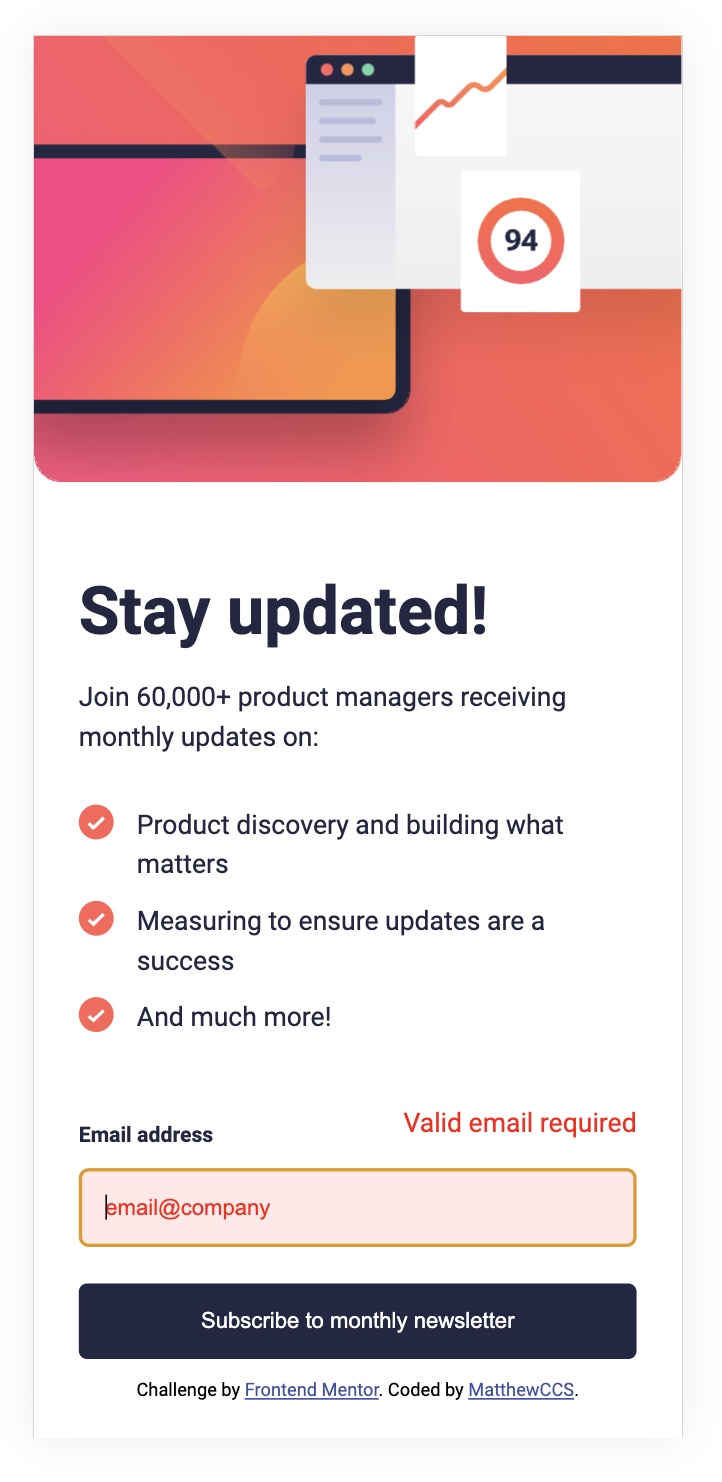 94
Stay updated!
Join 60,000+ product managers receiving
monthly updates on:
Product discovery and building what
matters
Measuring to ensure updates are a
success
And much more!
Email address
Valid email required
email@company
Subscribe to monthly newsletter
Challenge by Frontend Mentor. Coded by MatthewCCS.